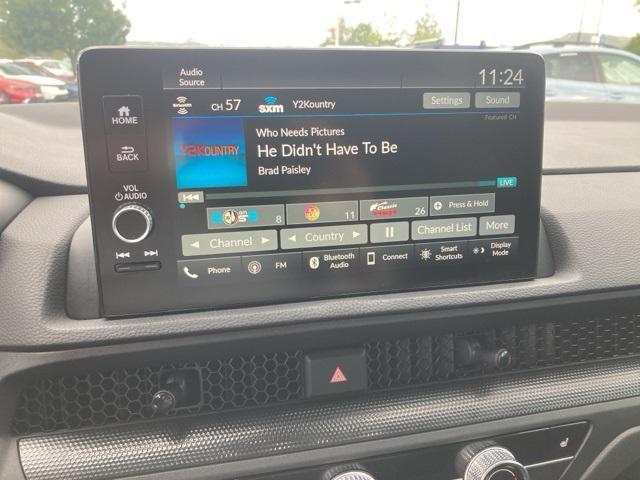 Audio
Source
11:24
HOME
CH 57
sxm
Y2Kountry
Settings
Sound
Featured CH
BACK
Y2KOUNTRY
Who Needs Pictures
He Didn't Have To Be
Brad Paisley
LIVE
VOL
AUDIO
8
11
26
Press & Hold
Channel
Country
Channel List
More
Phone
FM
Bluetooth
Audio
Connect
Smart
Shortcuts
Display
Mode